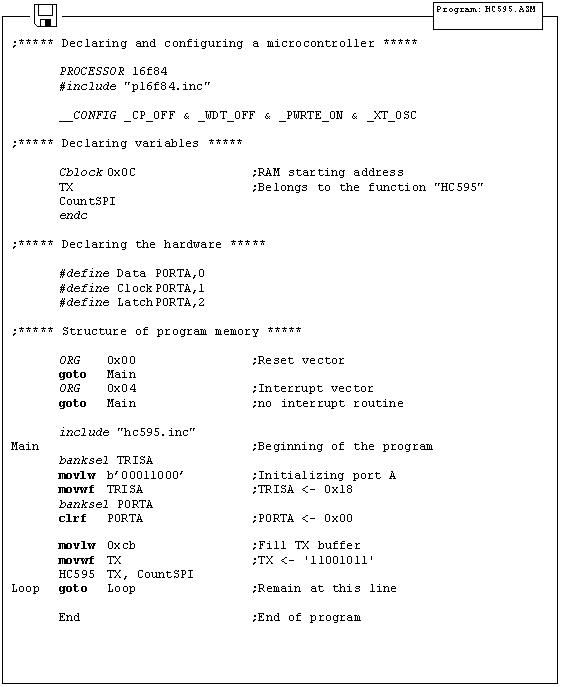 Program: HC595.ASM
;***** Declaring and configuring a microcontroller *****
PROCESSOR 16f84
#include "p16f84.inc"
__CONFIG _CP_OFF & _WDT_OFF & _PWRTE_ON & _XT_OSC
;***** Declaring variables *****
Cblock 0x0C ;RAM starting address
TX ;Belongs to the function "HC595"
CountSPI
endc
;***** Declaring the hardware *****
#define Data PORTA,0
#define Clock PORTA,1
#define Latch PORTA,2
;***** Structure of program memory *****
ORG 0x00 ;Reset vector
goto Main
ORG 0x04 ;Interrupt vector
goto Main ;no interrupt routine
include "hc595.inc"
Main ;Beginning of the program
banksel TRISA
movlw b'00011000' ;Initializing port A
movwf TRISA ;TRISA <- 0x18
banksel PORTA
clrf PORTA ;PORTA <- 0x00
movlw 0xcb ;Fill TX buffer
movwf TX ;TX <- '11001011'
HC595 TX, CountSPI
Loop goto Loop ;Remain at this line
End ;End of program